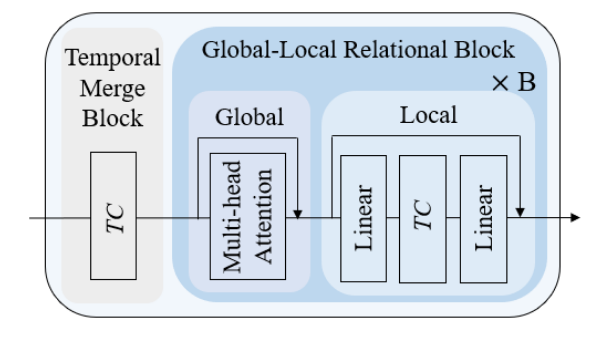 Temporal
Merge
Block
TC
Global-Local Relational Block
× B
Global
Multi-head
Attention
Local
Linear
TC
Linear